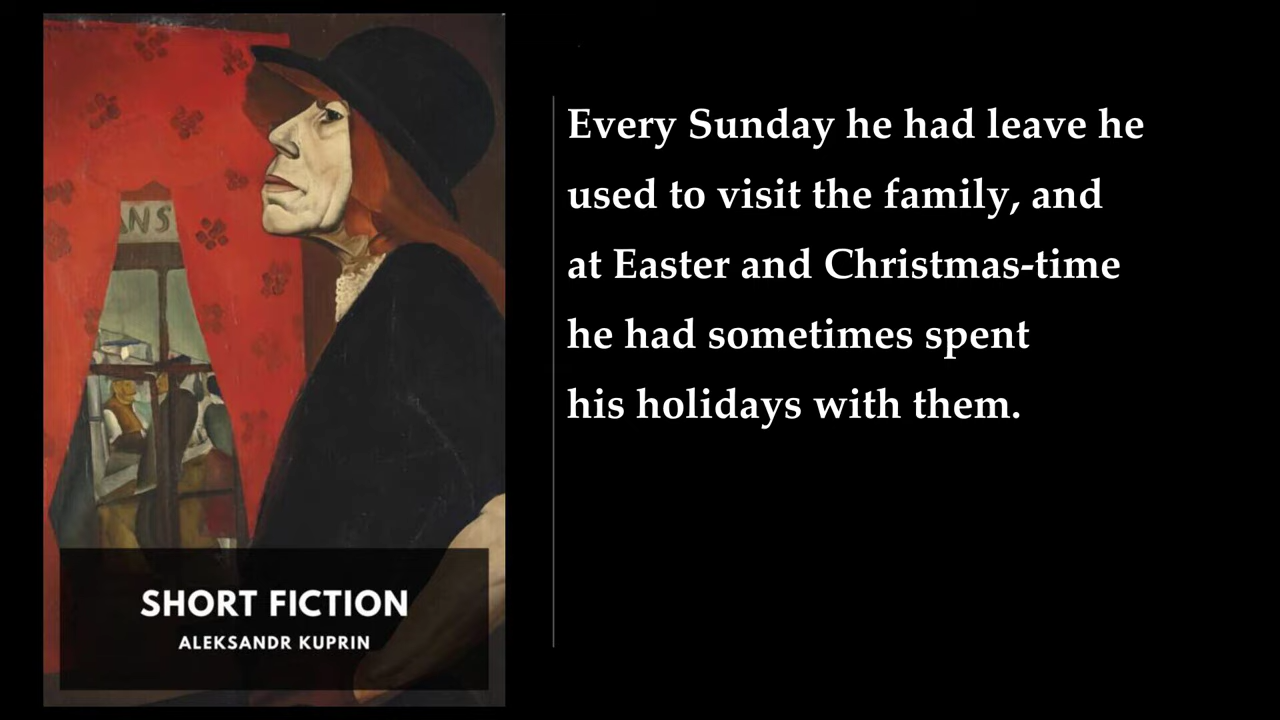 ANS
SHORT FICTION
ALEKSANDR KUPRIN
Every Sunday he had leave he
used to visit the family, and
at Easter and Christmas-time
he had sometimes spent
his holidays with them.